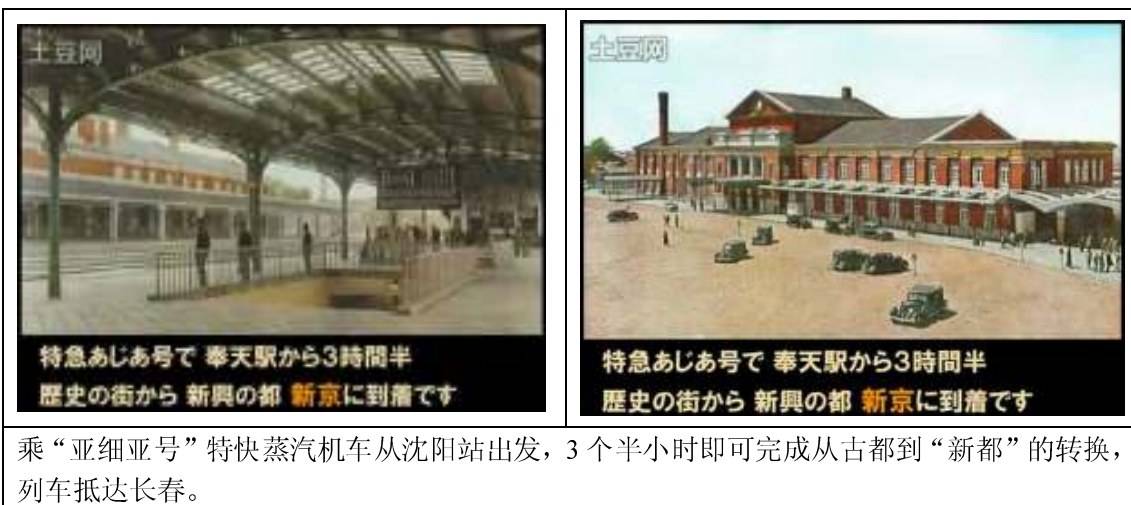 土豆网
特急あじあ号で 奉天駅から3時間半
歴史の街から 新興の都 新京に到着です
土豆网
特急あじあ号で 奉天駅から3時間半
歴史の街から 新興の都 新京に到着です
乘“亚细亚号”特快蒸汽机车从沈阳站出发，3 个半小时即可完成从古都到“新都”的转换，
列车抵达长春。